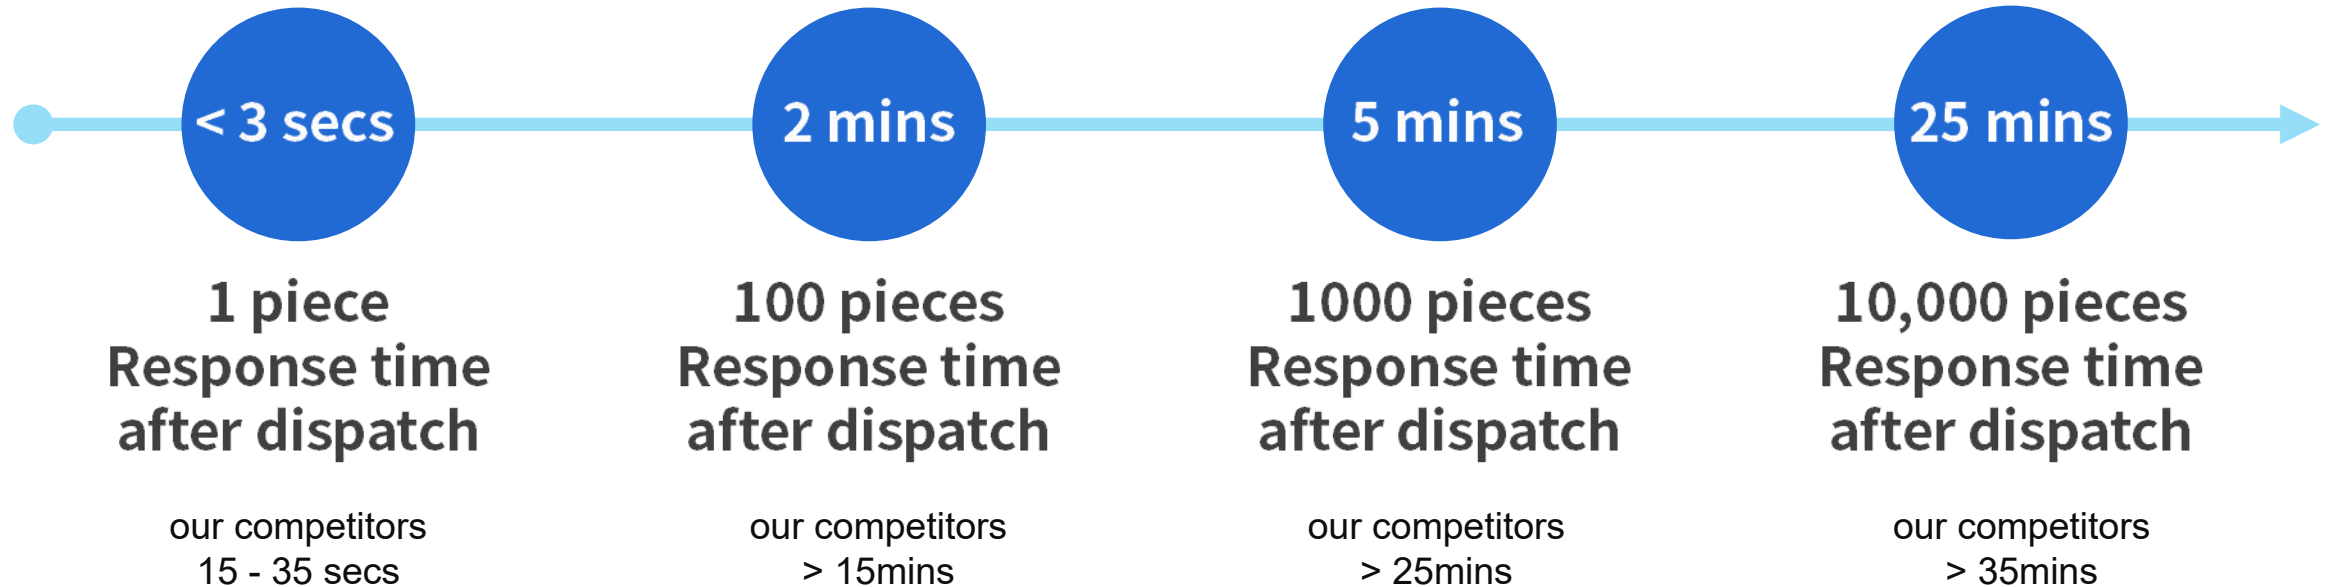 < 3 secs
1 piece
Response time
after dispatch
our competitors
15 - 35 secs
2 mins
100 pieces
Response time
after dispatch
our competitors
> 15mins
5 mins
1000 pieces
Response time
after dispatch
our competitors
> 25mins
25 mins
10,000 pieces
Response time
after dispatch
our competitors
> 35mins